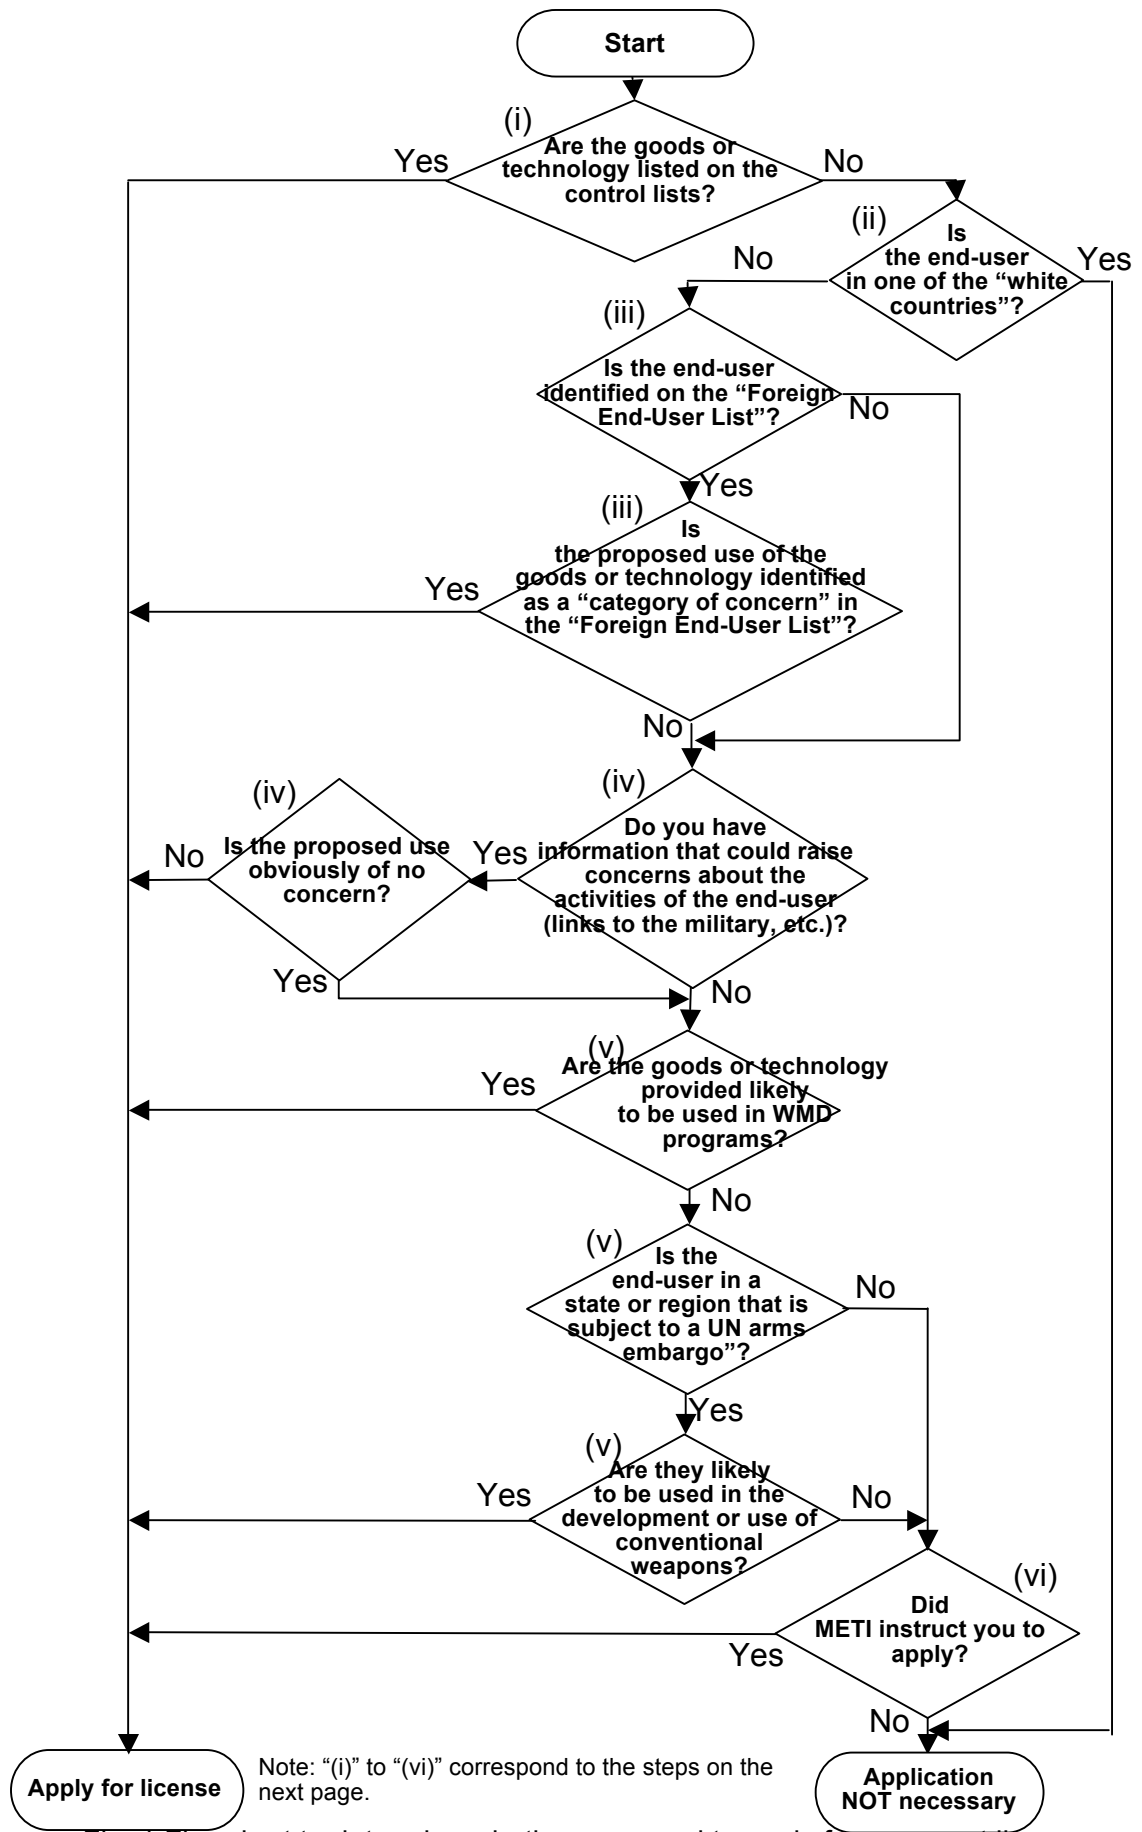 Start
(i)
Are the goods or
technology listed on the
control lists?
Yes
No
(ii)
Is
the end-user
in one of the “white
countries”?
No
Yes
(iii)
Is the end-user
identified on the “Foreign
End-User List”?
No
Yes
(iii)
Is
the proposed use of the
goods or technology identified
as a “category of concern” in
the “Foreign End-User List”?
Yes
No
(iv)
Do you have
information that could raise
concerns about the
activities of the end-user
(links to the military, etc.)?
Yes
No
(iv)
Is the proposed use
obviously of no
concern?
No
Yes
(v)
Are the goods or technology
provided likely
to be used in WMD
programs?
Yes
No
(v)
Is the
end-user in a
state or region that is
subject to a UN arms
embargo”?
No
Yes
(v)
Are they likely
to be used in the
development or use of
conventional
weapons?
Yes
No
(vi)
Did
METI instruct you to
apply?
Yes
No
Apply for license
Note: “(i)” to “(vi)” correspond to the steps on the
next page.
Application
NOT necessary